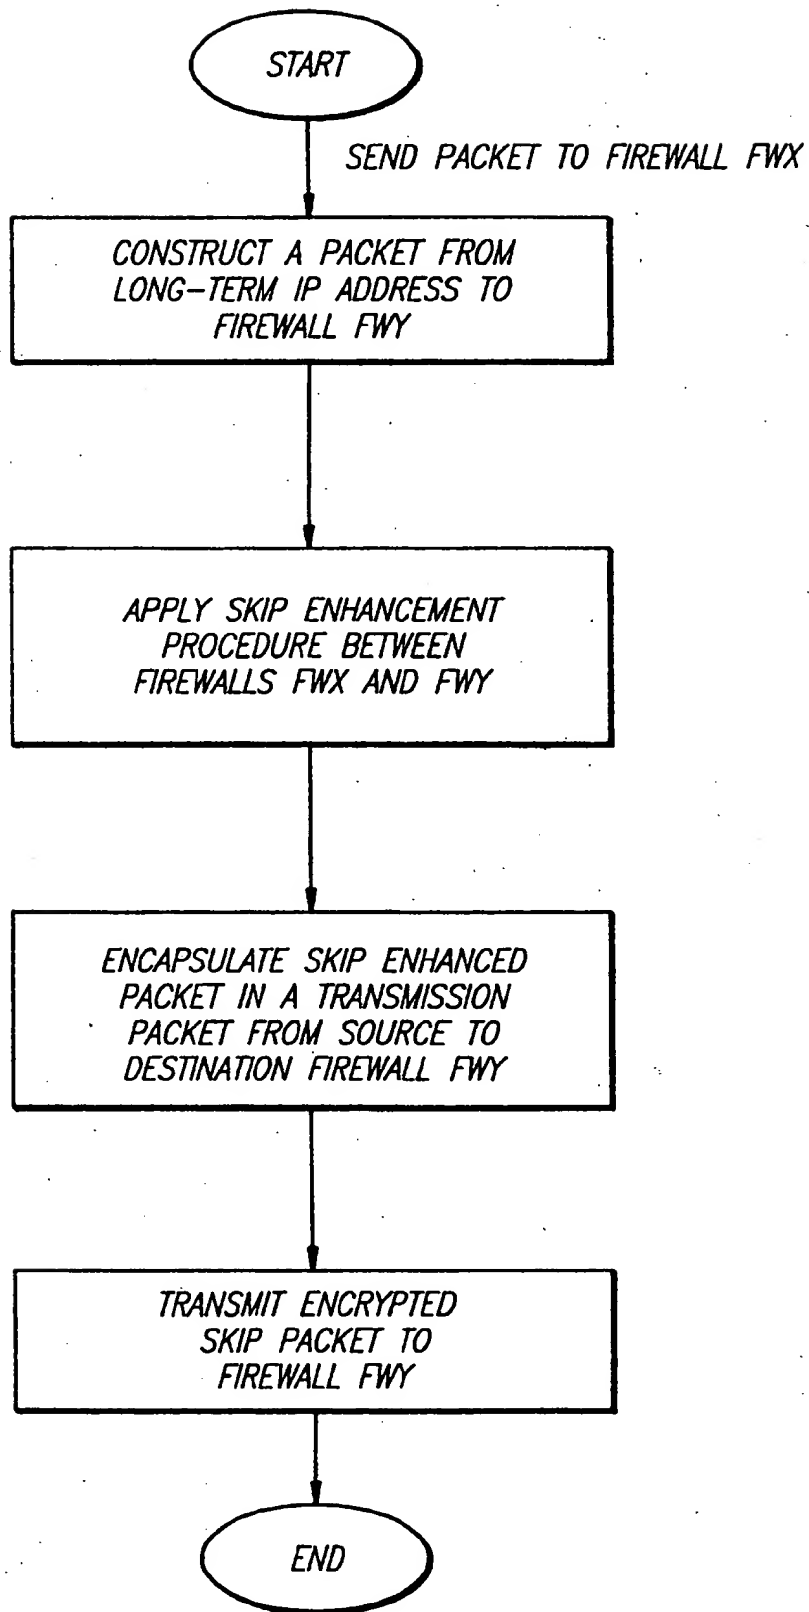 START
SEND PACKET TO FIREWALL FWX
CONSTRUCT A PACKET FROM
LONG-TERM IP ADDRESS TO
FIREWALL FWY
APPLY SKIP ENHANCEMENT
PROCEDURE BETWEEN
FIREWALLS FWX AND FWY
ENCAPSULATE SKIP ENHANCED
PACKET IN A TRANSMISSION
PACKET FROM SOURCE TO
DESTINATION FIREWALL FWY
TRANSMIT ENCRYPTED
SKIP PACKET TO
FIREWALL FWY
END